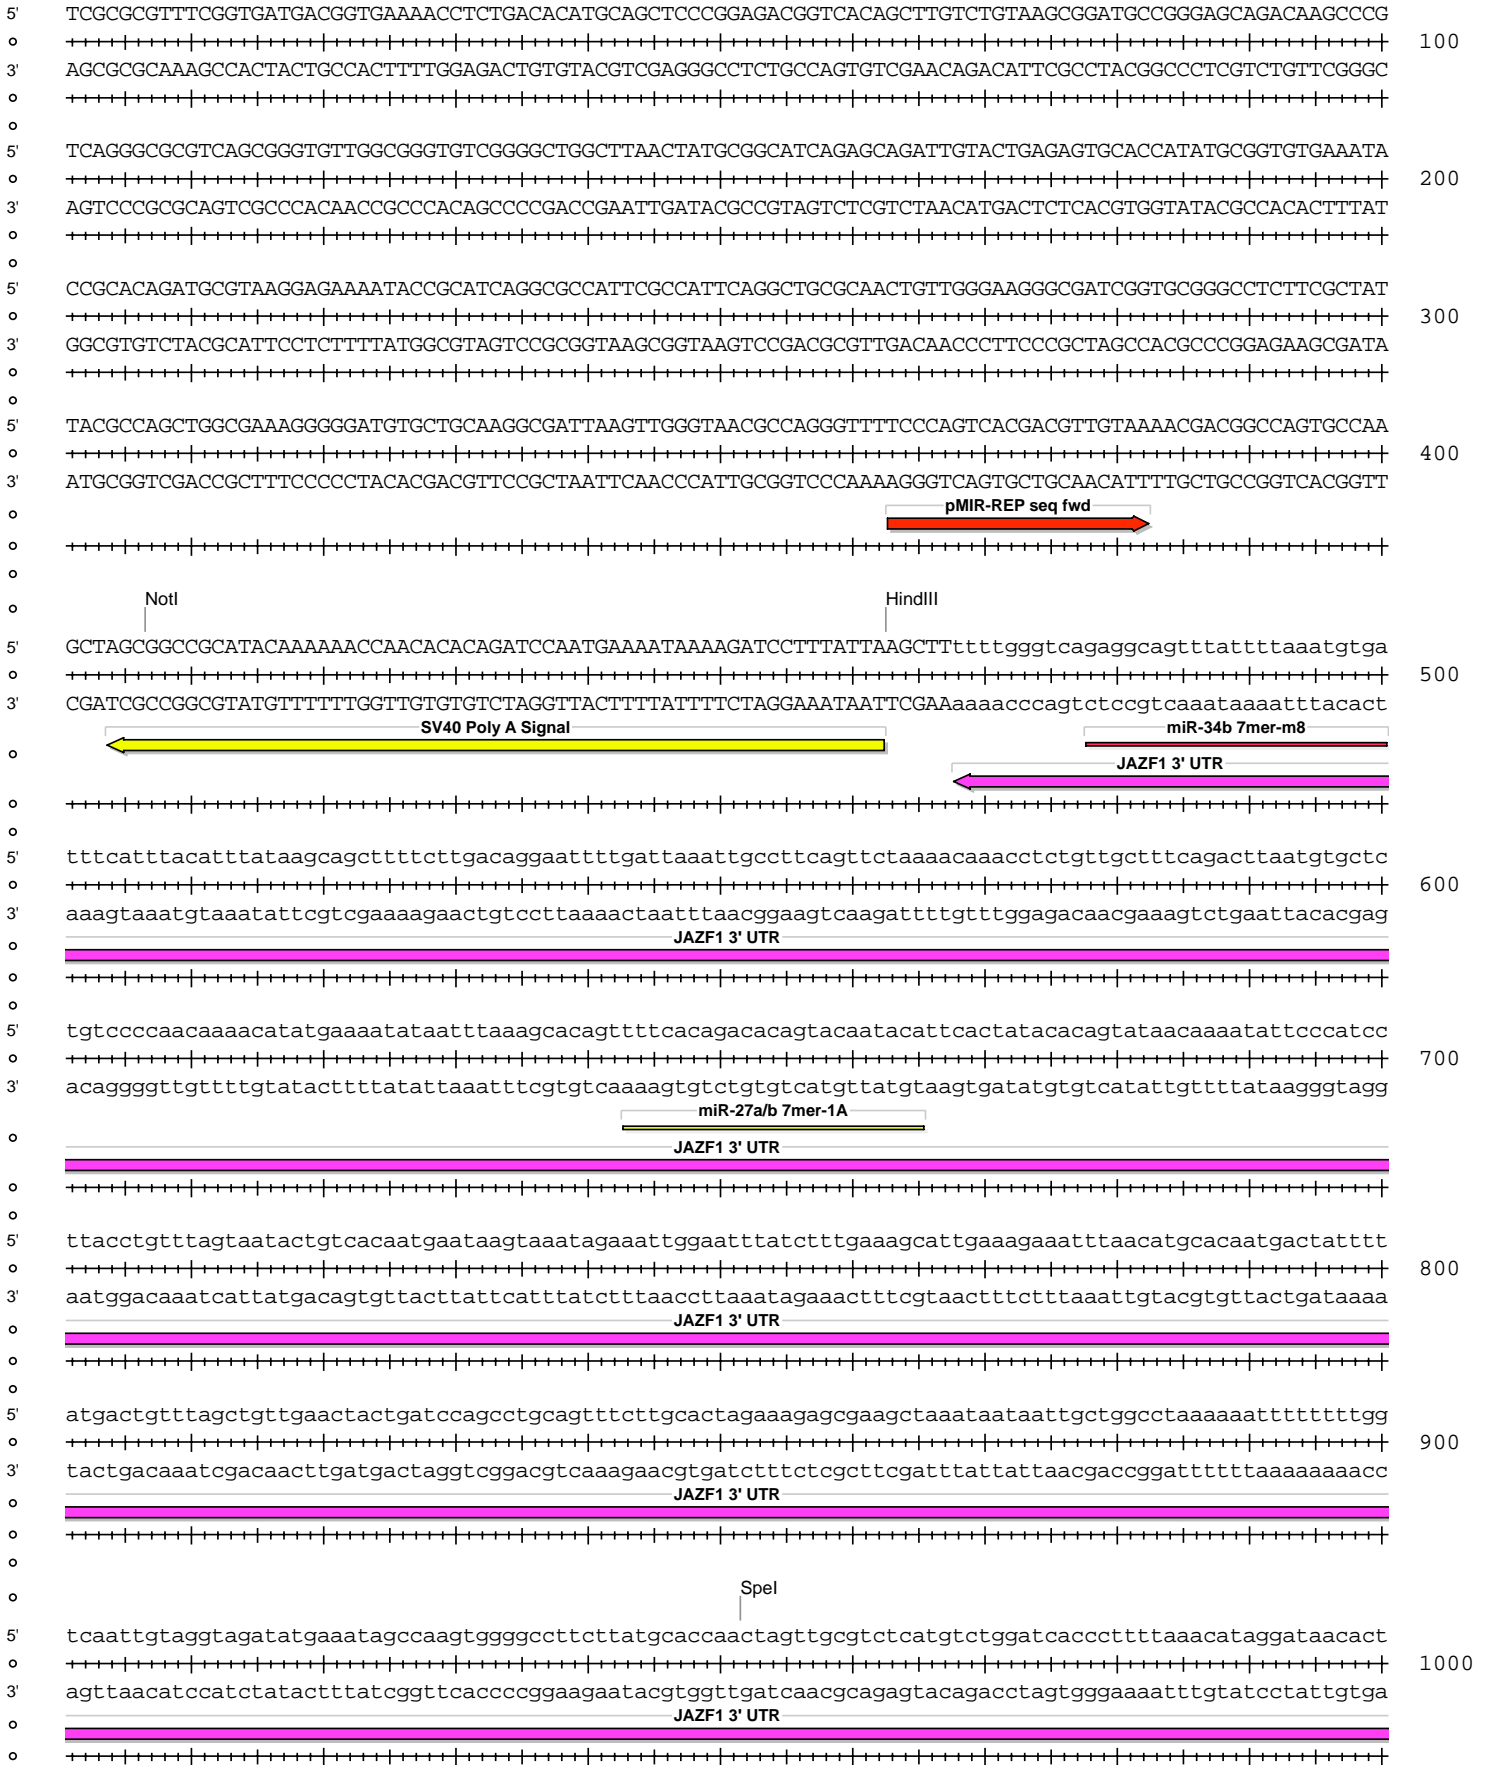 5' TCGCGCGTTTCGGTGATGACGGTGAAAACCTCTGACACATGCAGCTCCCGGAGACGGTCACAGCTTGTCTGTAAGCGGATGCCGGGAGCAGACAAGCCCG
100
3' AGCGCGCAAAGCCACTACTGCCACTTTTGGAGACTGTGTACGTCGAGGGCCTCTGCCAGTGTCGAACAGACATTCGCCTACGGCCCTCGTCTGTTCGGGC
5' TCAGGGCGCGTCAGCGGGTGTTGGCGGGTGTCGGGGCTGGCTTAACTATGCGGCATCAGAGCAGATTGTACTGAGAGTGCACCATATGCGGTGTGAAATA
200
3' AGTCCCGCGCAGTCGCCCACAACCGCCCACAGCCCCGACCGAATTGATACGCCGTAGTCTCGTCTAACATGACTCTCACGTGGTATACGCCACACTTTAT
5' CCGCACAGATGCGTAAGGAGAAAATACCGCATCAGGCGCCATTCGCCATTCAGGCTGCGCAACTGTTGGGAAGGGCGATCGGTGCGGGCCTCTTCGCTAT
300
3' GGCGTGTCTACGCATTCCTCTTTTATGGCGTAGTCCGCGGTAAGCGGTAAGTCCGACGCGTTGACAACCCTTCCCGCTAGCCACGCCCGGAGAAGCGATA
5' TACGCCAGCTGGCGAAAGGGGGATGTGCTGCAAGGCGATTAAGTTGGGTAACGCCAGGGTTTTCCCAGTCACGACGTTGTAAAACGACGGCCAGTGCCAA
400
3' ATGCGGTCGACCGCTTTCCCCCTACACGACGTTCCGCTAATTCAACCCATTGCGGTCCCAAAAGGGTCAGTGCTGCAACATTTTGCTGCCGGTCACGGTT
pMIR-REP seq fwd
NotI HindIII
5' GCTAGCGGCCGCATACAAAAAACCAACACACAGATCCAATGAAAATAAAAGATCCTTTATTAAGCTTttttgggtcagaggcagtttattttaaatgtga
500
3' CGATCGCCGGCGTATGTTTTTTGGTTGTGTGTCTAGGTTACTTTTATTTTCTAGGAAATAATTCGAAaaaacccagtctccgtcaaataaaatttacact
SV40 Poly A Signal miR-34b 7mer-m8
JAZF1 3' UTR
5' tttcatttacatttataagcagcttttcttgacaggaattttgattaaattgccttcagttctaaaacaaacctctgttgctttcagacttaatgtgctc
600
3' aaagtaaatgtaaatattcgtcgaaaagaactgtccttaaaactaatttaacggaagtcaagattttgtttggagacaacgaaagtctgaattacacgag
JAZF1 3' UTR
5' tgtccccaacaaaacatatgaaaatataatttaaagcacagttttcacagacacagtacaatacattcactatacacagtataacaaaatattcccatcc
700
3' acaggggttgttttgtatacttttatattaaatttcgtgtcaaaagtgtctgtgtcatgttatgtaagtgatatgtgtcatattgttttataagggtagg
miR-27a/b 7mer-1A
JAZF1 3' UTR
5' ttacctgtttagtaatactgtcacaatgaataagtaaatagaaattggaatttatctttgaaagcattgaaagaaatttaacatgcacaatgactatttt
800
3' aatggacaaatcattatgacagtgttacttattcatttatctttaaccttaaatagaaactttcgtaactttctttaaattgtacgtgttactgataaaa
JAZF1 3' UTR
5' atgactgtttagctgttgaactactgatccagcctgcagtttcttgcactagaaagagcgaagctaaataataattgctggcctaaaaaatttttttttgg
900
3' tactgacaaatcgacaacttgatgactaggtcggacgtcaaagaacgtgatctttctcgcttcgatttattattaacgaccggattttttaaaaaaaacc
JAZF1 3' UTR
SpeI
5' tcaattgtaggtagatatgaaatagccaagtggggccttcttatgcaccaactagttgcgtctcatgtctggatcacccttttaaacataggataacact
1000
3' agttaacatccatctatactttatcggttcaccccggaagaatacgtggttgatcaacgcagagtacagacctagtgggaaaatttgtatcctattgtga
JAZF1 3' UTR